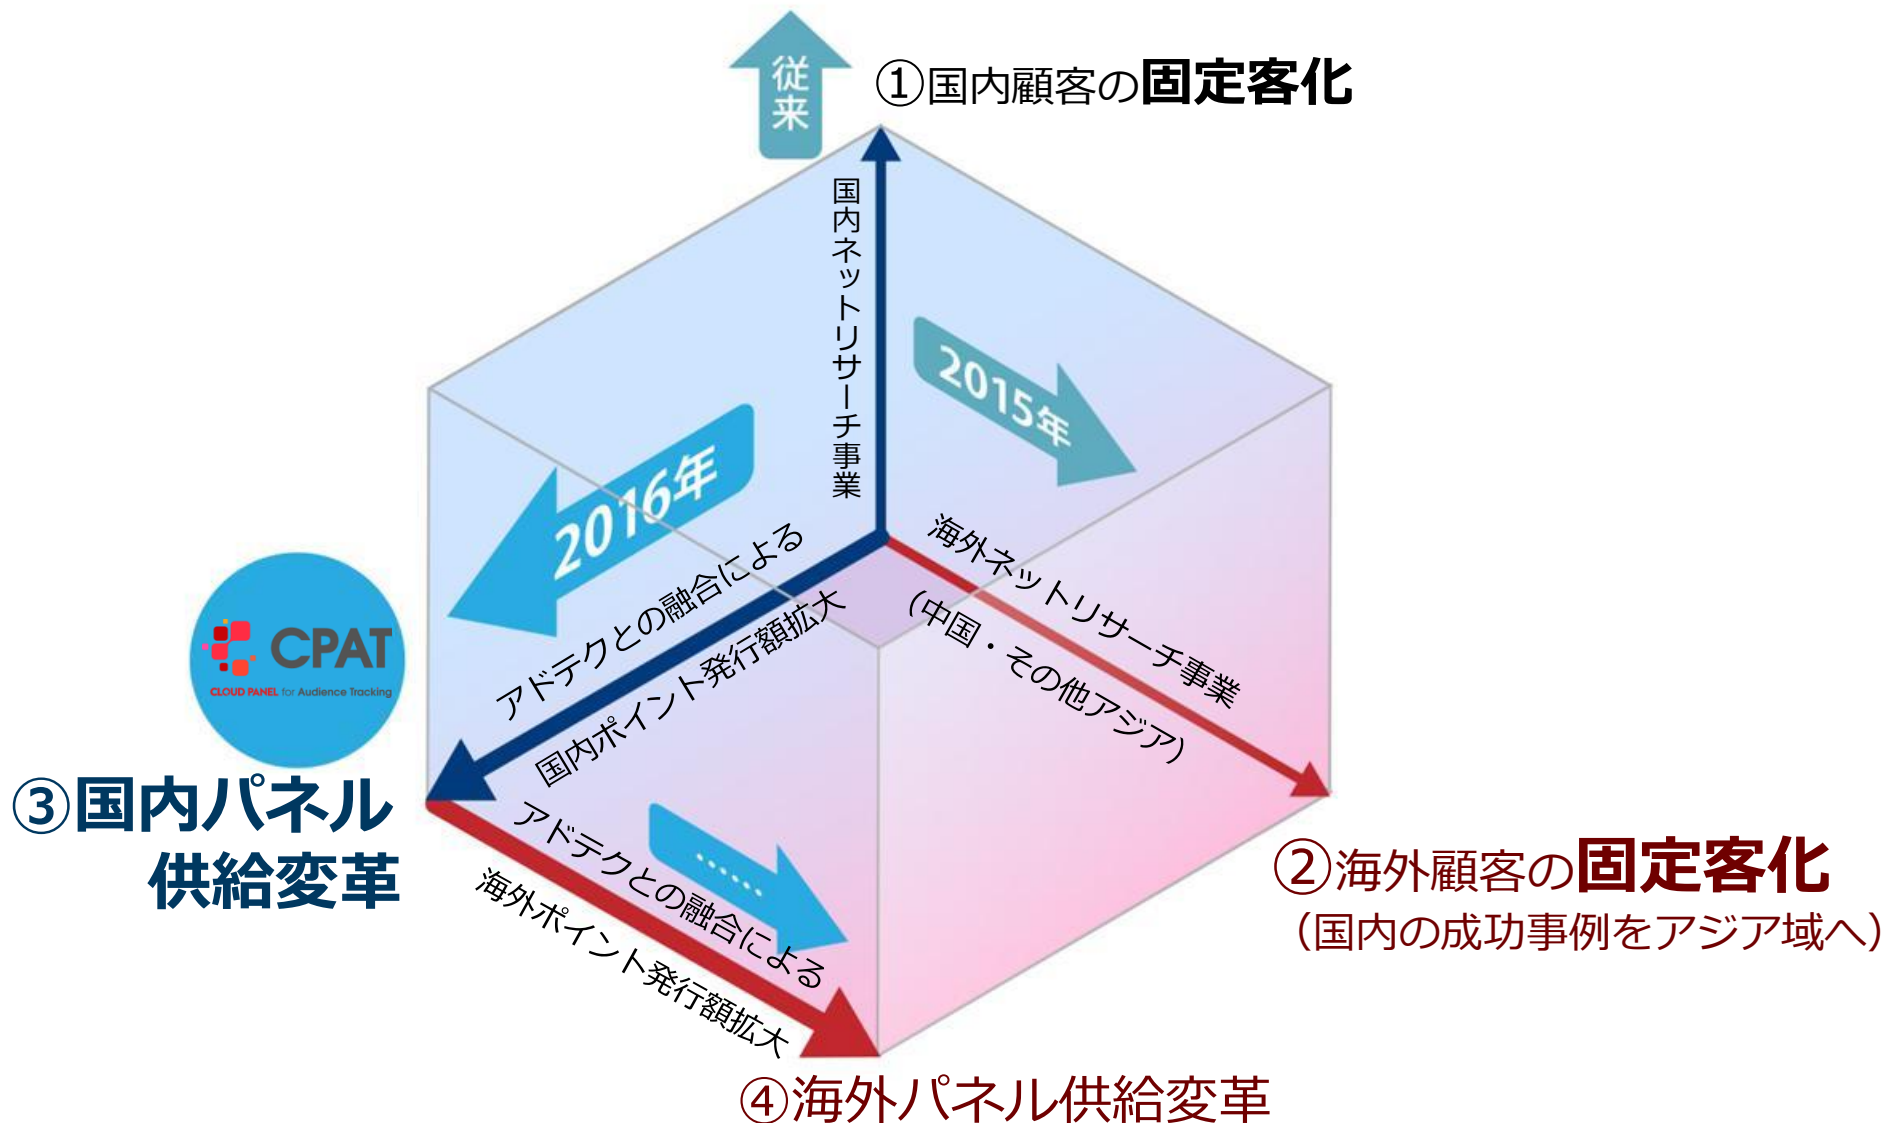 従来
①国内顧客の固定客化
国内ネットリサーチ事業
2015年
2016年
海外ネットリサーチ事業
(中国・その他アジア)
アドテクとの融合による
国内ポイント発行額拡大
CPAT
CLOUD PANEL for Audience Tracking
③国内パネル
供給変革
……
アドテクとの融合による
海外ポイント発行額拡大
②海外顧客の固定客化
（国内の成功事例をアジア域へ）
④海外パネル供給変革